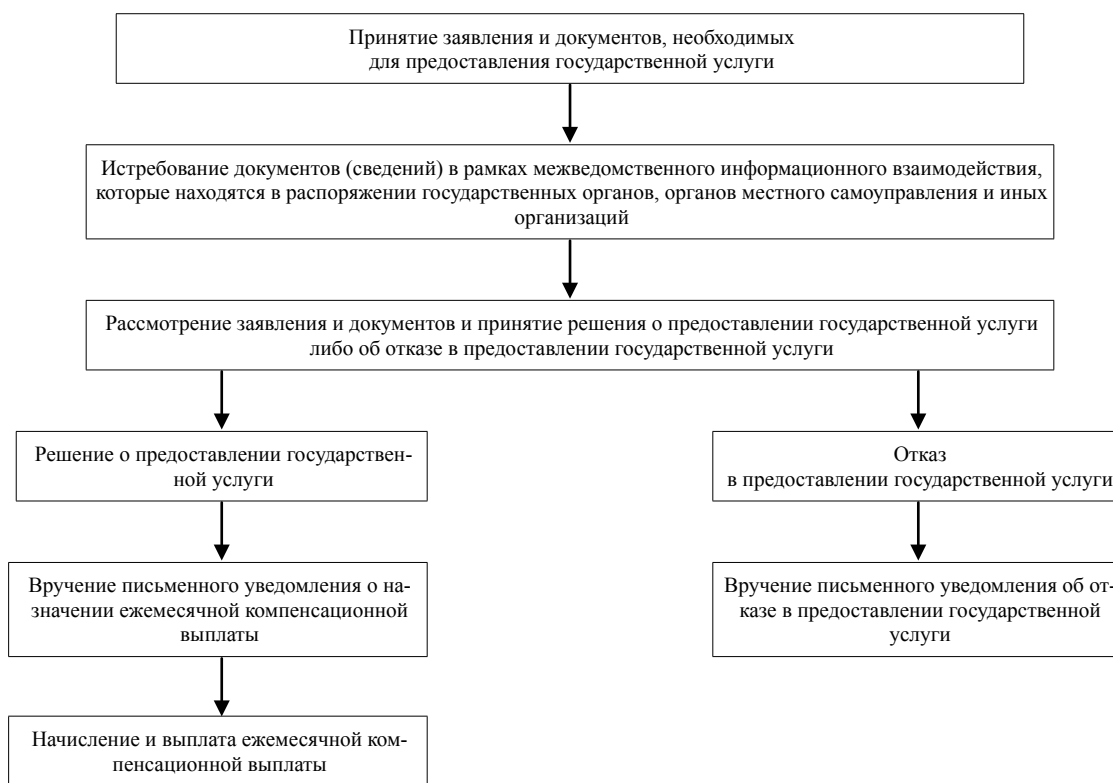 Принятие заявления и документов, необходимых
для предоставления государственной услуги
Истребование документов (сведений) в рамках межведомственного информационного взаимодействия,
которые находятся в распоряжении государственных органов, органов местного самоуправления и иных
организаций
Рассмотрение заявления и документов и принятие решения о предоставлении государственной услуги
либо об отказе в предоставлении государственной услуги
Решение о предоставлении государствен-
ной услуги
Отказ
в предоставлении государственной услуги
Вручение письменного уведомления о на-
значении ежемесячной компенсационной
выплаты
Вручение письменного уведомления об от-
казе в предоставлении государственной
услуги
Начисление и выплата ежемесячной ком-
пенсационной выплаты